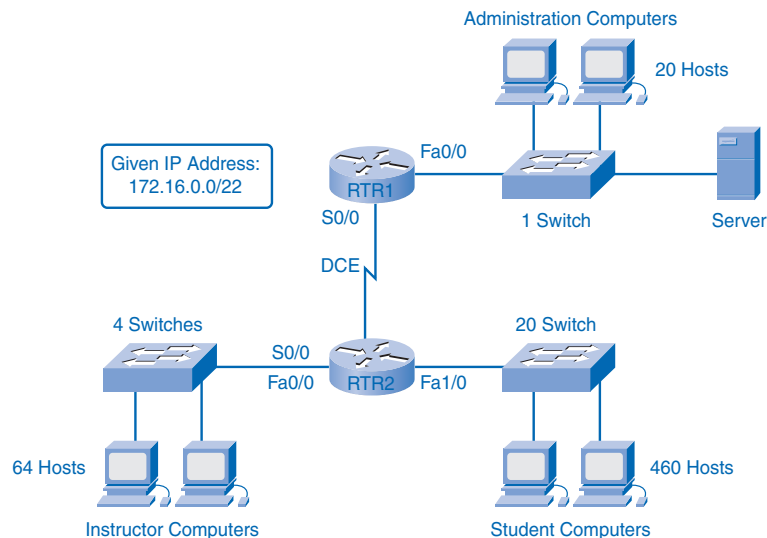 Administration Computers
20 Hosts
Given IP Address:
172.16.0.0/22
Fa0/0
RTR1
S0/0
1 Switch
Server
DCE
4 Switches
20 Switch
S0/0
Fa0/0
RTR2
Fa1/0
64 Hosts
460 Hosts
Instructor Computers
Student Computers